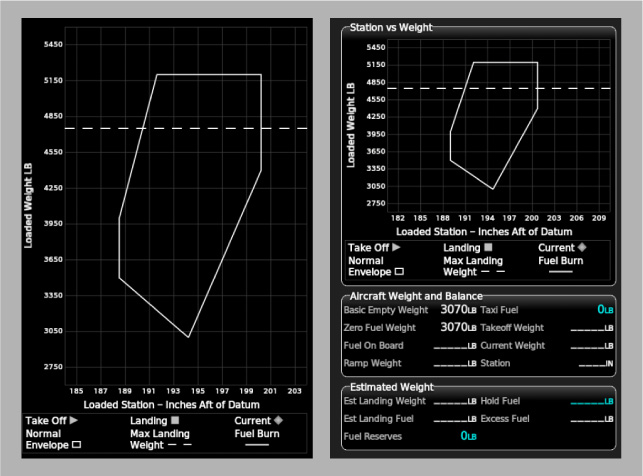 5450
5150
4850
4550
4250
3950
3650
3350
3050
2750
Loaded Weight LB
185 187 189 191 193 195 197 199 201 203
Loaded Station – Inches Aft of Datum
Take Off Landing Current
Normal Max Landing Fuel Burn
Envelope Weight
Station vs Weight
5450
5150
4850
4550
4250
3950
3650
3350
3050
2750
Loaded Weight LB
182 185 188 191 194 197 200 203 206 209
Loaded Station – Inches Aft of Datum
Take Off Landing Current
Normal Max Landing Fuel Burn
Envelope Weight
Aircraft Weight and Balance
Basic Empty Weight 3070LB Taxi Fuel 0LB
Zero Fuel Weight 3070LB Takeoff Weight _____LB
Fuel On Board _____LB Current Weight _____LB
Ramp Weight _____LB Station _____IN
Estimated Weight
Est Landing Weight _____LB Hold Fuel _____LB
Est Landing Fuel _____LB Excess Fuel _____LB
Fuel Reserves 0LB